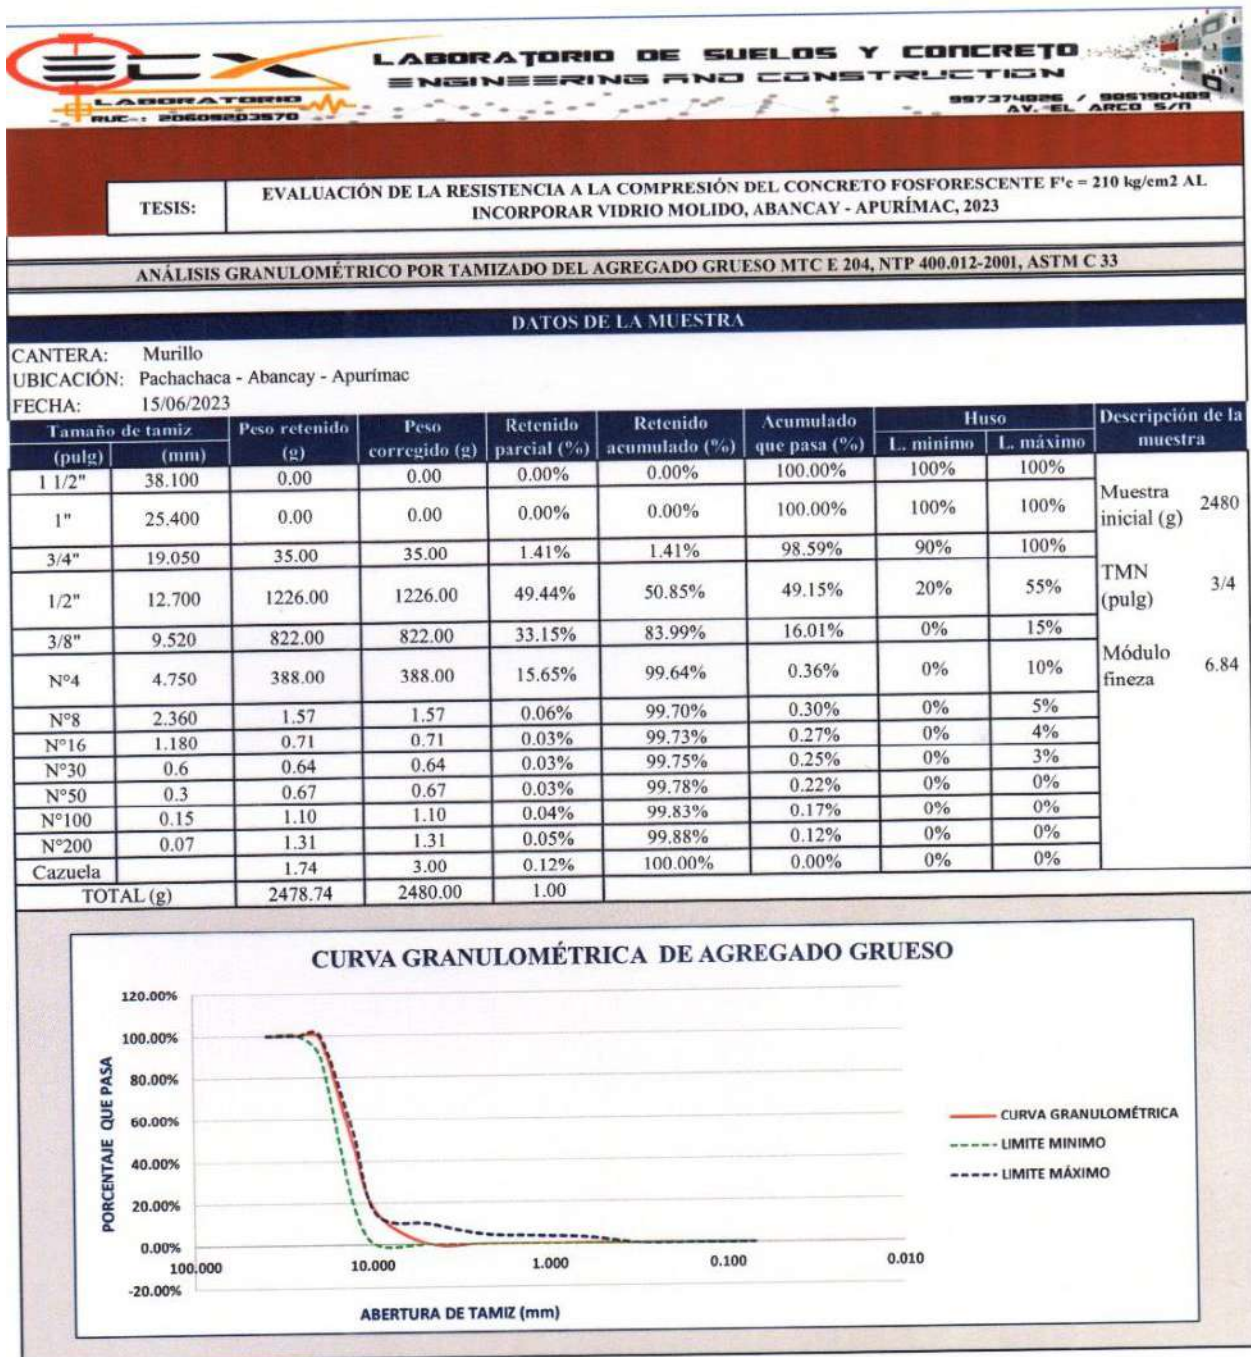 ECX
LABORATORIO
RUC-: 20609203570
LABORATORIO DE SUELOS Y CONCRETO
ENGINEERING AND CONSTRUCTION
997374826 / 985190489
AV. EL ARCO S/N
TESIS:
EVALUACIÓN DE LA RESISTENCIA A LA COMPRESIÓN DEL CONCRETO FOSFORESCENTE F'c = 210 kg/cm2 AL
INCORPORAR VIDRIO MOLIDO, ABANCAY - APURÍMAC, 2023
ANÁLISIS GRANULOMÉTRICO POR TAMIZADO DEL AGREGADO GRUESO MTC E 204, NTP 400.012-2001, ASTM C 33
DATOS DE LA MUESTRA
CANTERA: Murillo
UBICACIÓN: Pachachaca - Abancay - Apurímac
FECHA: 15/06/2023
Tamaño de tamiz Peso retenido Peso Retenido Retenido Acumulado Huso Descripción de la
(pulg) (mm) (g) corregido (g) parcial (%) acumulado (%) que pasa (%) L. minimo L. máximo muestra
1 1/2" 38.100 0.00 0.00 0.00% 0.00% 100.00% 100% 100%
1" 25.400 0.00 0.00 0.00% 0.00% 100.00% 100% 100% Muestra inicial (g) 2480
3/4" 19.050 35.00 35.00 1.41% 1.41% 98.59% 90% 100%
1/2" 12.700 1226.00 1226.00 49.44% 50.85% 49.15% 20% 55% TMN (pulg) 3/4
3/8" 9.520 822.00 822.00 33.15% 83.99% 16.01% 0% 15%
N°4 4.750 388.00 388.00 15.65% 99.64% 0.36% 0% 10% Módulo fineza 6.84
N°8 2.360 1.57 1.57 0.06% 99.70% 0.30% 0% 5%
N°16 1.180 0.71 0.71 0.03% 99.73% 0.27% 0% 4%
N°30 0.6 0.64 0.64 0.03% 99.75% 0.25% 0% 3%
N°50 0.3 0.67 0.67 0.03% 99.78% 0.22% 0% 0%
N°100 0.15 1.10 1.10 0.04% 99.83% 0.17% 0% 0%
N°200 0.07 1.31 1.31 0.05% 99.88% 0.12% 0% 0%
Cazuela 1.74 3.00 0.12% 100.00% 0.00% 0% 0%
TOTAL (g) 2478.74 2480.00 1.00
CURVA GRANULOMÉTRICA DE AGREGADO GRUESO
PORCENTAJE QUE PASA
120.00%
100.00%
80.00%
60.00%
40.00%
20.00%
0.00%
-20.00%
100.000 10.000 1.000 0.100 0.010
ABERTURA DE TAMIZ (mm)
CURVA GRANULOMÉTRICA
LIMITE MINIMO
LIMITE MÁXIMO